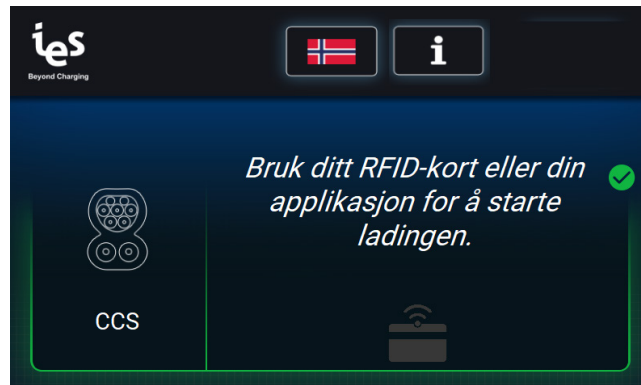 ies
Beyond Charging
i
Bruk ditt RFID-kort eller din
applikasjon for å starte
ladingen.
CCS